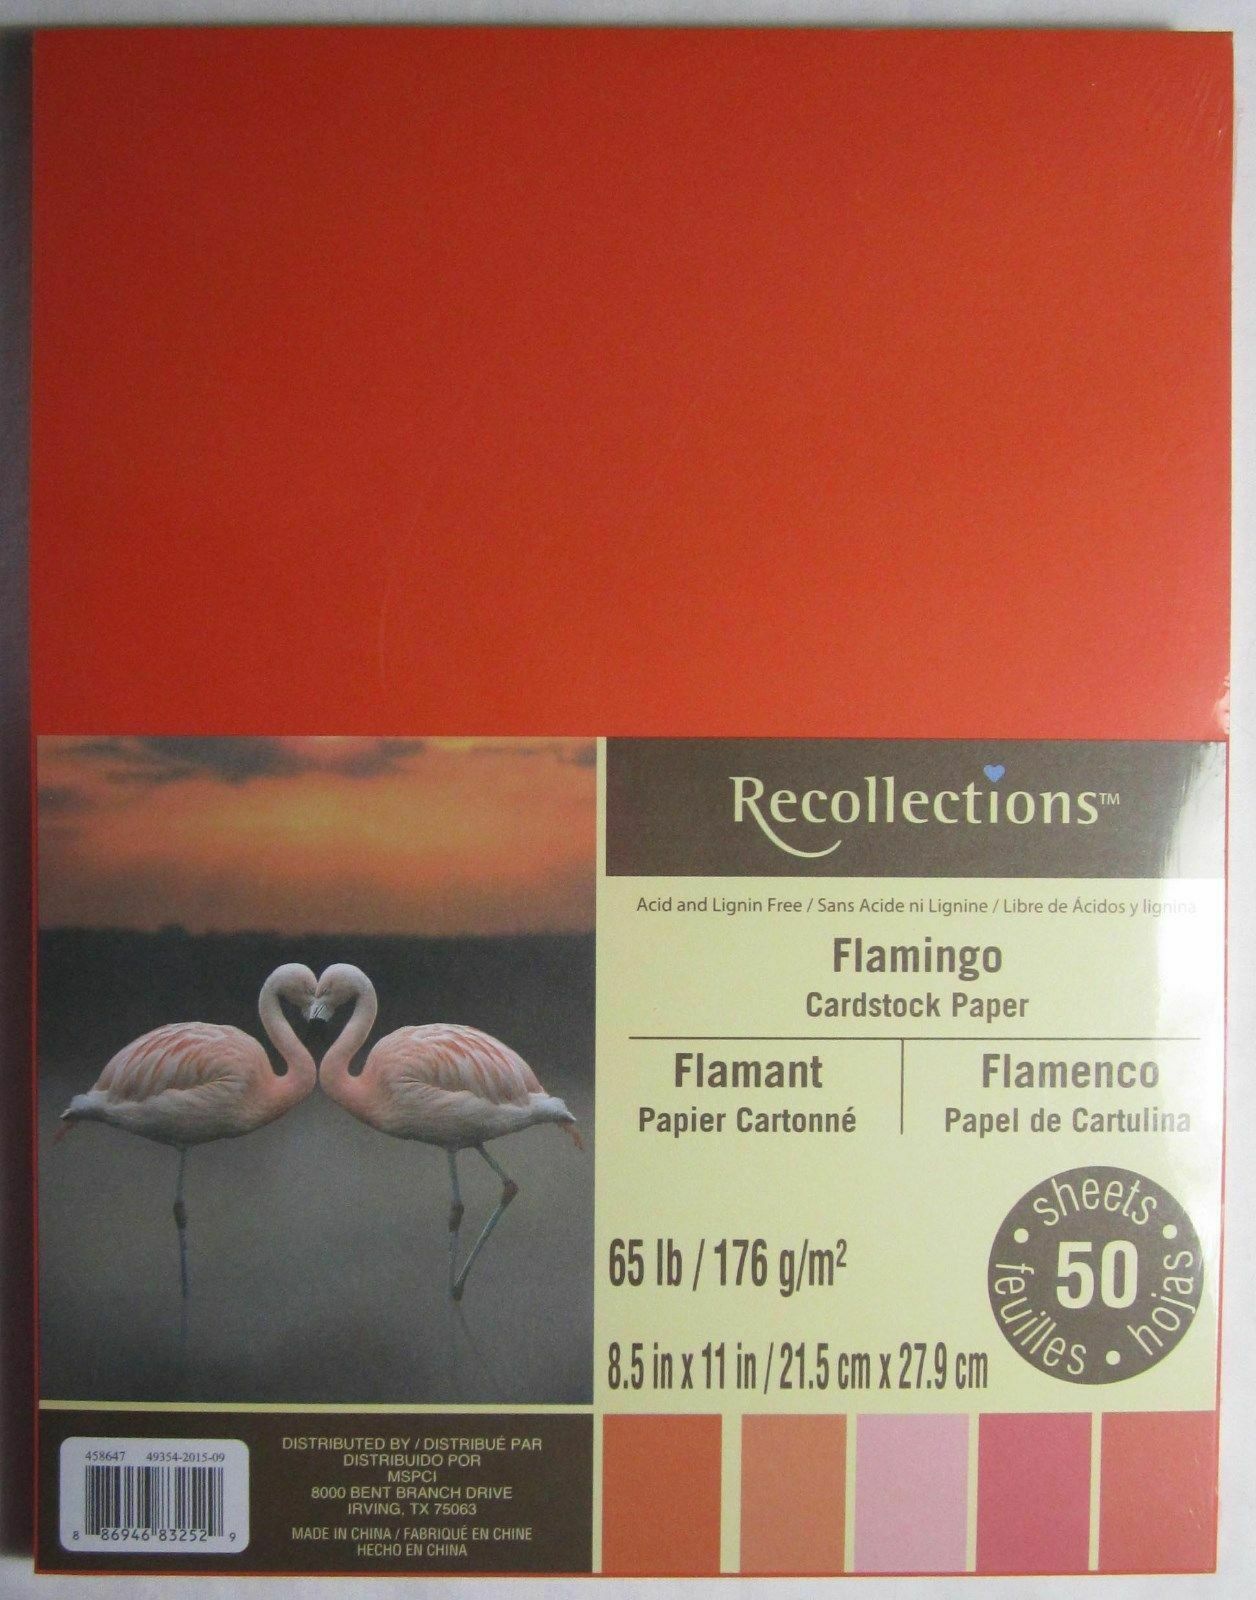 Recollections™
Acid and Lignin Free / Sans Acide ni Lignine / Libre de Ácidos y lignina
Flamingo
Cardstock Paper
Flamant
Papier Cartonné
Flamenco
Papel de Cartulina
65 lb / 176 g/m²
8.5 in x 11 in / 21.5 cm x 27.9 cm
• sheets •
50
feuilles • hojas
458647 49354-2015-09
8 86946 83252 9
DISTRIBUTED BY / DISTRIBUÉ PAR
DISTRIBUIDO POR
MSPCI
8000 BENT BRANCH DRIVE
IRVING, TX 75063
MADE IN CHINA / FABRIQUÉ EN CHINE
HECHO EN CHINA